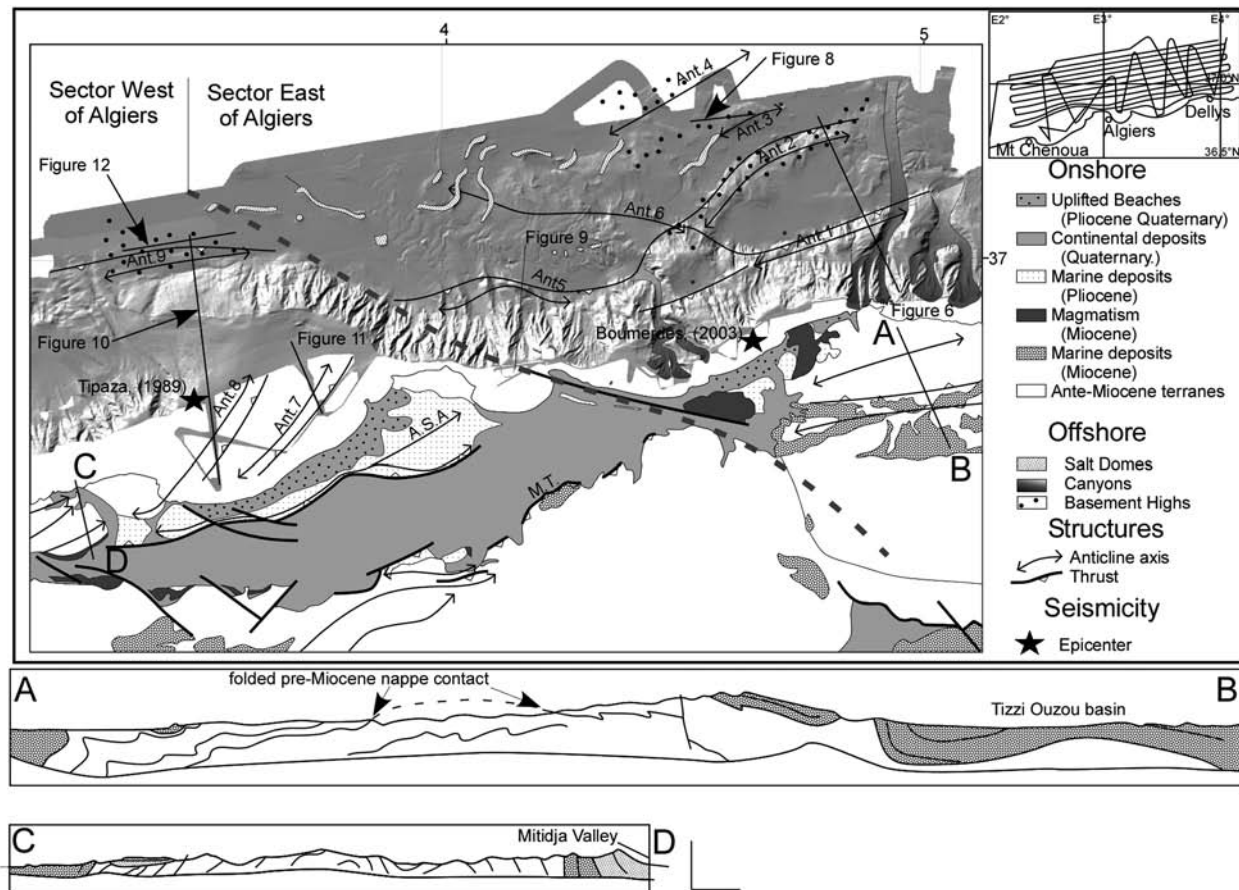 4
5
Sector West
of Algiers
Sector East
of Algiers
Ant.4
Figure 8
Ant.3
Ant.2
Figure 12
Ant.6
Ant.1
Figure 9
Ant.9
37
Ant5
Figure 6
Boumerdes, (2003)
A
Figure 10
Figure 11
Tipaza, (1989)
Ant.8
Ant.7
A.S.A.
B
C
M.T.
D
E2°
E3°
E4°
Dellys
Algiers
Mt Chenoua
36,5°N
Onshore
Uplifted Beaches
(Pliocene Quaternary)
Continental deposits
(Quaternary.)
Marine deposits
(Pliocene)
Magmatism
(Miocene)
Marine deposits
(Miocene)
Ante-Miocene terranes
Offshore
Salt Domes
Canyons
Basement Highs
Structures
Anticline axis
Thrust
Seismicity
Epicenter
A
folded pre-Miocene nappe contact
B
Tizzi Ouzou basin
C
Mitidja Valley
D